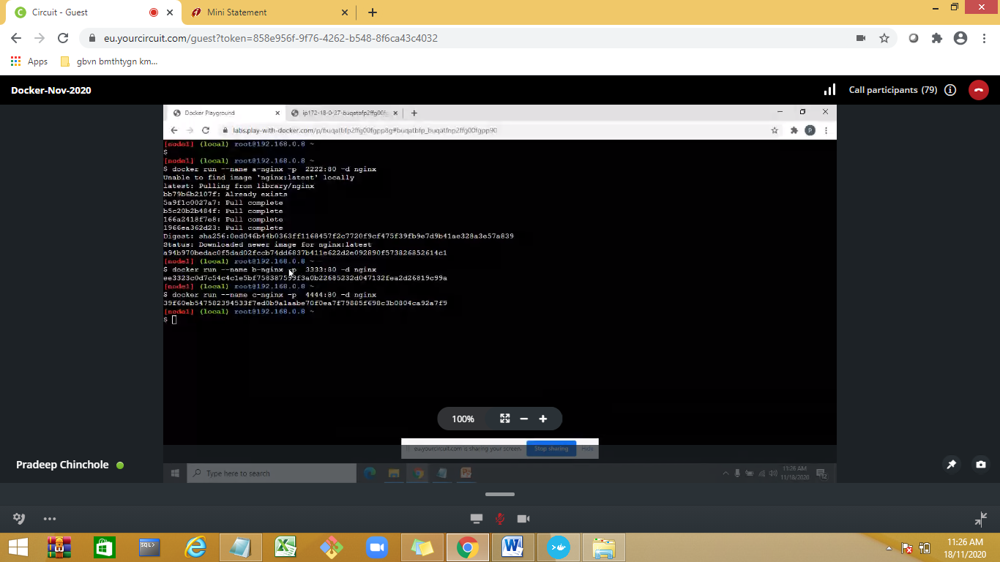 Circuit - Guest
Mini Statement
eu.yourcircuit.com/guest?token=858e956f-9f76-4262-b548-8f6ca43c4032
Apps
gbvn bmthtygn km...
Docker-Nov-2020
Call participants (79)
Docker Playground
ip172-18-0-27-buqatbfp2ffg00f
labs.play-with-docker.com/p/buqatbfp2ffg00fgpp8g#buqatbfp_buqatfnp2ffg00fgpp90
P
[node1] (local) root@192.168.0.8 ~
$
[node1] (local) root@192.168.0.8 ~
$ docker run --name a-nginx -p  2222:80 -d nginx
Unable to find image 'nginx:latest' locally
latest: Pulling from library/nginx
bb79b6b2107f: Already exists
5a9f1c0027a7: Pull complete
b5c20b2b484f: Pull complete
166a2418f7e8: Pull complete
1966ea362d23: Pull complete
Digest: sha256:0ed046b44b0363ff1168457f2c7720f9cf475f39fb9e7d9b41ae328a3e57a839
Status: Downloaded newer image for nginx:latest
a94b970bedac0f5dad02fccb74dd6837b411e622d2e092890f573826852614c1
[node1] (local) root@192.168.0.8 ~
$ docker run --name b-nginx -p  3333:80 -d nginx
ee3323c0d7c54c4c1e5bf758387599f3a0b22685232d047132fea2d26819c99a
[node1] (local) root@192.168.0.8 ~
$ docker run --name c-nginx -p  4444:80 -d nginx
39f60eb547582394533f7ed0b9a1aabe70f0ea7f79885f698c3b0804ca92a7f9
[node1] (local) root@192.168.0.8 ~
$
100%
eu.yourcircuit.com is sharing your screen.
Stop sharing
Hide
Pradeep Chinchole
Type here to search
11:26 AM
11/18/2020
SQL>
11:26 AM
18/11/2020